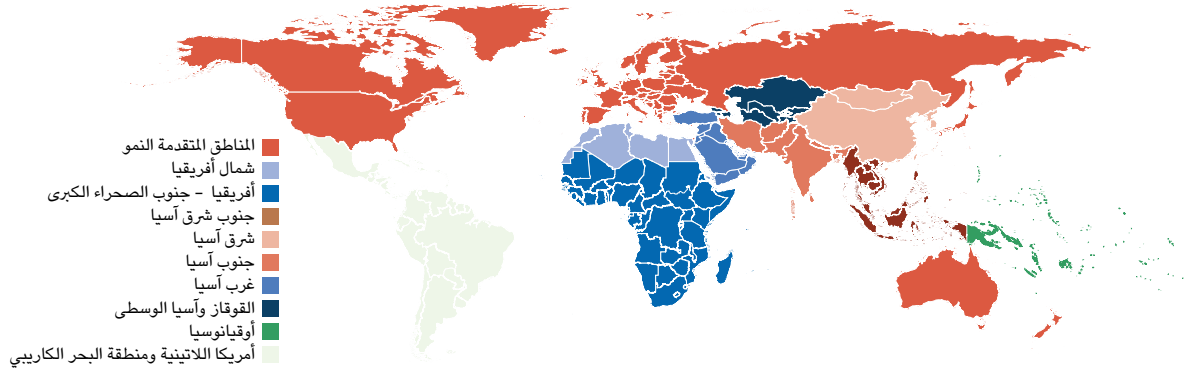 المناطق المتقدمة النمو
شمال أفريقيا
أفريقيا - جنوب الصحراء الكبرى
جنوب شرق آسيا
شرق آسيا
جنوب آسيا
غرب آسيا
القوقاز وآسيا الوسطى
أوقيانوسيا
أمريكا اللاتينية ومنطقة البحر الكاريبي